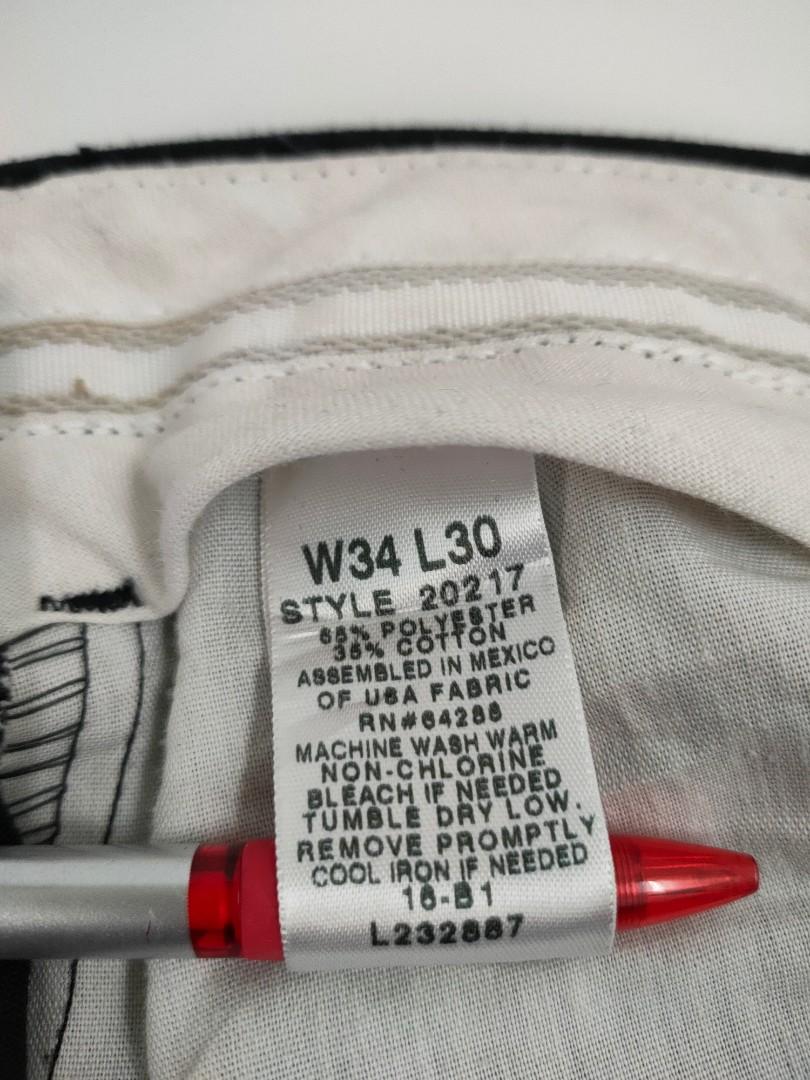 W34 L30
STYLE 20217
65% POLYESTER
35% COTTON
ASSEMBLED IN MEXICO
OF USA FABRIC
RN#64288
MACHINE WASH WARM
NON-CHLORINE
BLEACH IF NEEDED
TUMBLE DRY LOW.
REMOVE PROMPTLY
COOL IRON IF NEEDED
16-B1
L232887